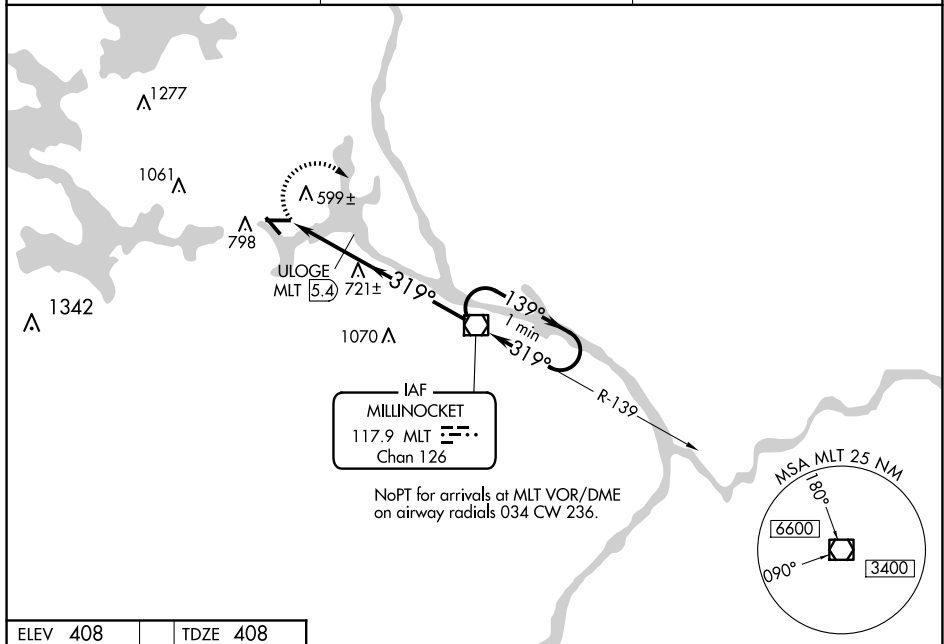 1277
1061
599±
798
ULOGE
MLT 5.4
721±
319°
1342
1070
139°
1 min
319°
R-139
IAF
MILLINOCKET
117.9 MLT
Chan 126
NoPT for arrivals at MLT VOR/DME
on airway radials 034 CW 236.
MSA MLT 25 NM
180°
6600
090°
3400
ELEV 408
TDZE 408